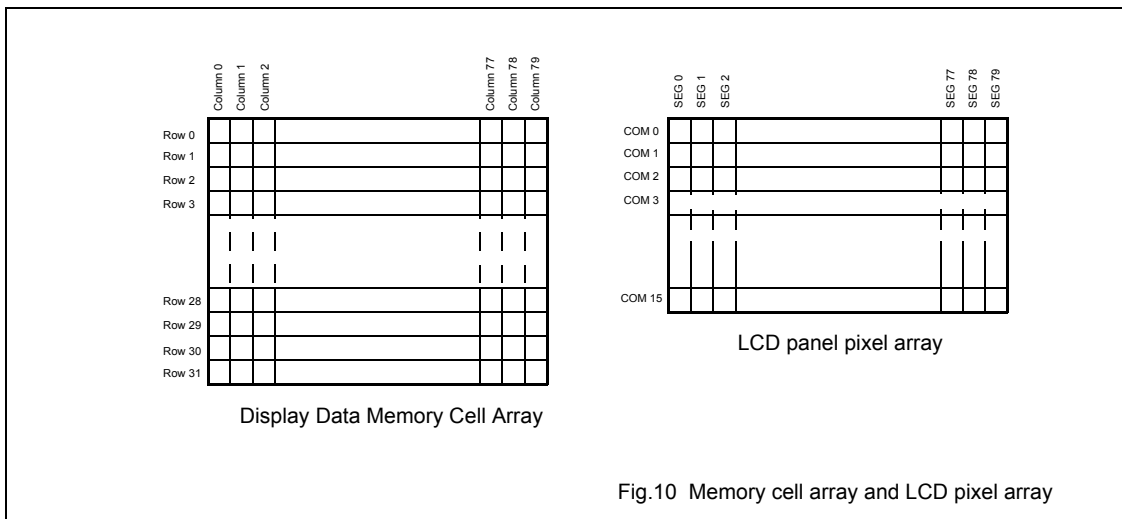 Column 0
Column 1
Column 2
Column 77
Column 78
Column 79
Row 0
Row 1
Row 2
Row 3
Row 28
Row 29
Row 30
Row 31
Display Data Memory Cell Array
SEG 0
SEG 1
SEG 2
SEG 77
SEG 78
SEG 79
COM 0
COM 1
COM 2
COM 3
COM 15
LCD panel pixel array
Fig.10 Memory cell array and LCD pixel array